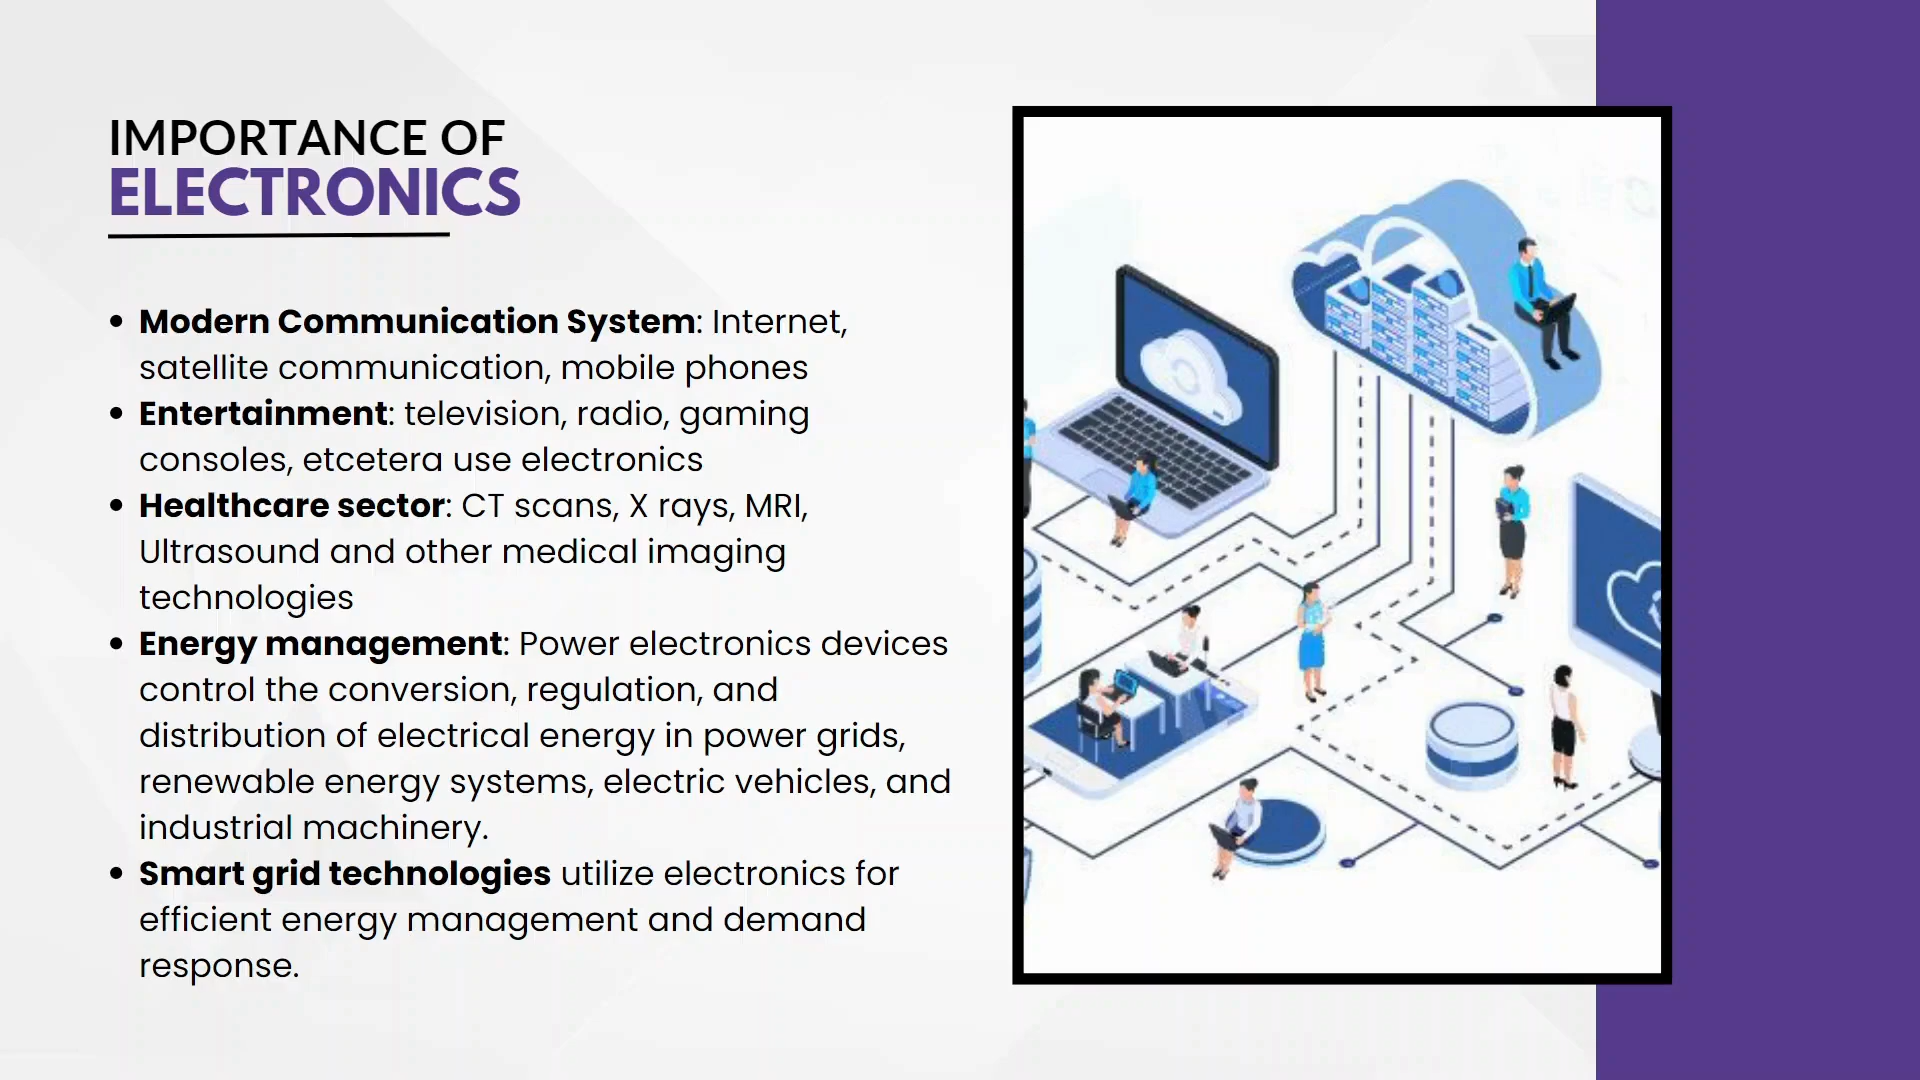 IMPORTANCE OF
ELECTRONICS
• Modern Communication System: Internet,
satellite communication, mobile phones
• Entertainment: television, radio, gaming
consoles, etcetera use electronics
• Healthcare sector: CT scans, X rays, MRI,
Ultrasound and other medical imaging
technologies
• Energy management: Power electronics devices
control the conversion, regulation, and
distribution of electrical energy in power grids,
renewable energy systems, electric vehicles, and
industrial machinery.
• Smart grid technologies utilize electronics for
efficient energy management and demand
response.